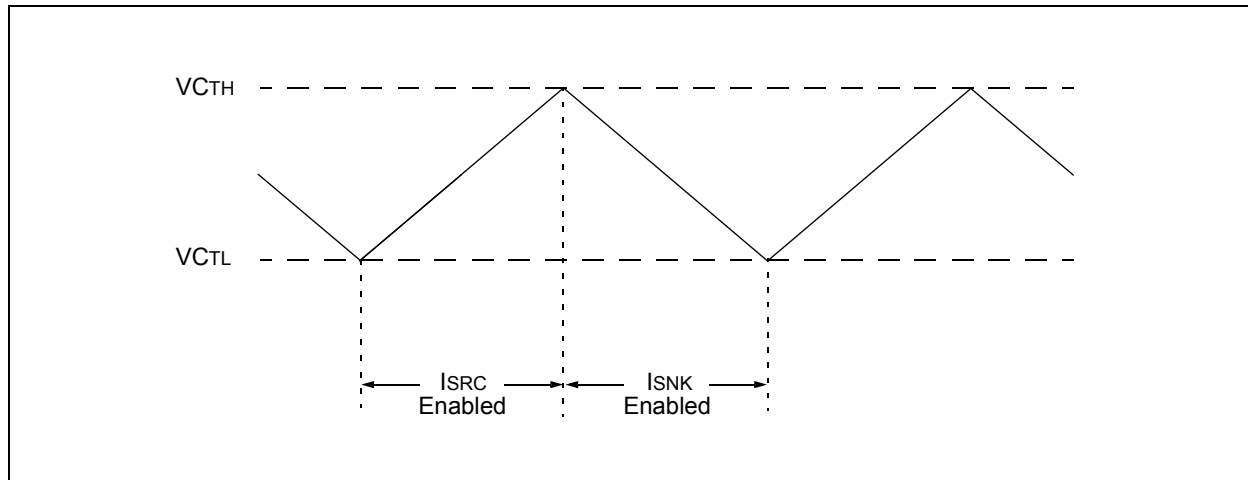 VCTH
VCTL
ISRC
Enabled
ISNK
Enabled